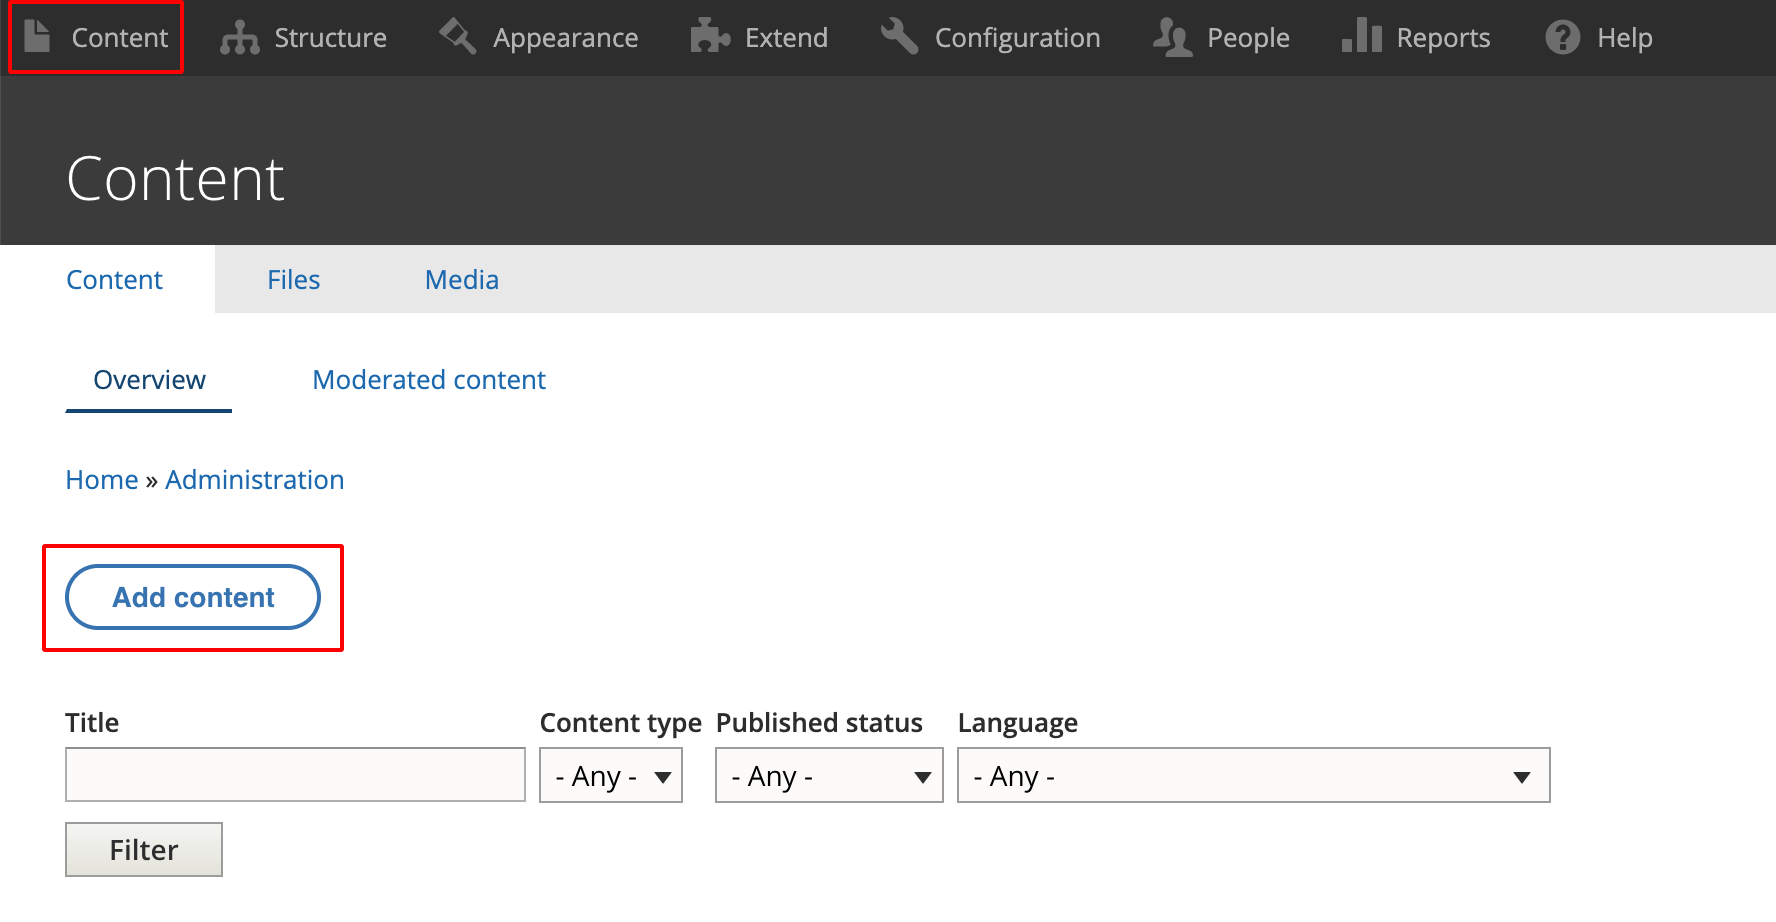 Content Structure Appearance Extend Configuration People Reports Help
Content
Content Files Media
Overview Moderated content
Home » Administration
Add content
Title Content type Published status Language
- Any - - Any - - Any -
Filter